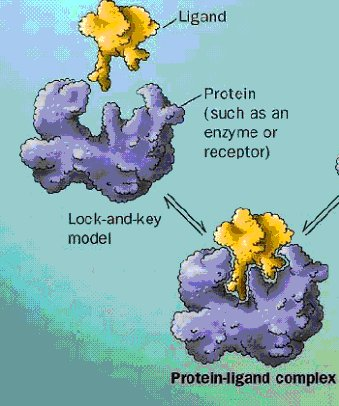 Ligand
Protein
(such as an
enzyme or
receptor)
Lock-and-key
model
Protein-ligand complex